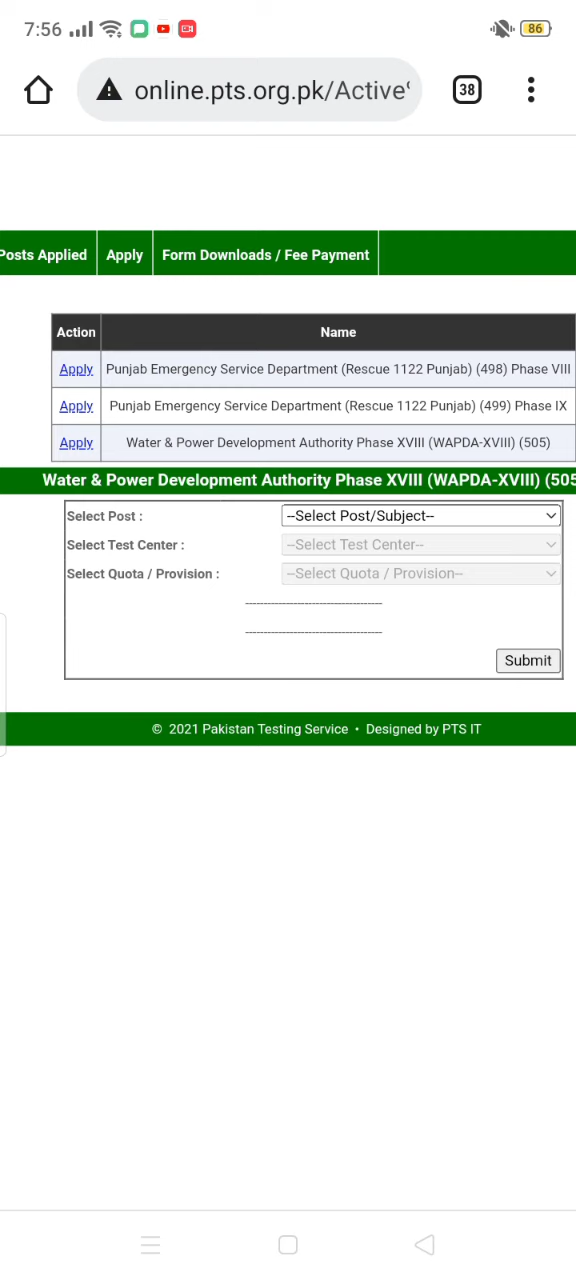 7:56
86
online.pts.org.pk/Active
38
Posts Applied Apply Form Downloads / Fee Payment
Action Name
Apply Punjab Emergency Service Department (Rescue 1122 Punjab) (498) Phase VIII
Apply Punjab Emergency Service Department (Rescue 1122 Punjab) (499) Phase IX
Apply Water & Power Development Authority Phase XVIII (WAPDA-XVIII) (505)
Water & Power Development Authority Phase XVIII (WAPDA-XVIII) (505
Select Post : --Select Post/Subject--
Select Test Center : --Select Test Center--
Select Quota / Provision : --Select Quota / Provision--
------------------------------------
------------------------------------
Submit
© 2021 Pakistan Testing Service • Designed by PTS IT